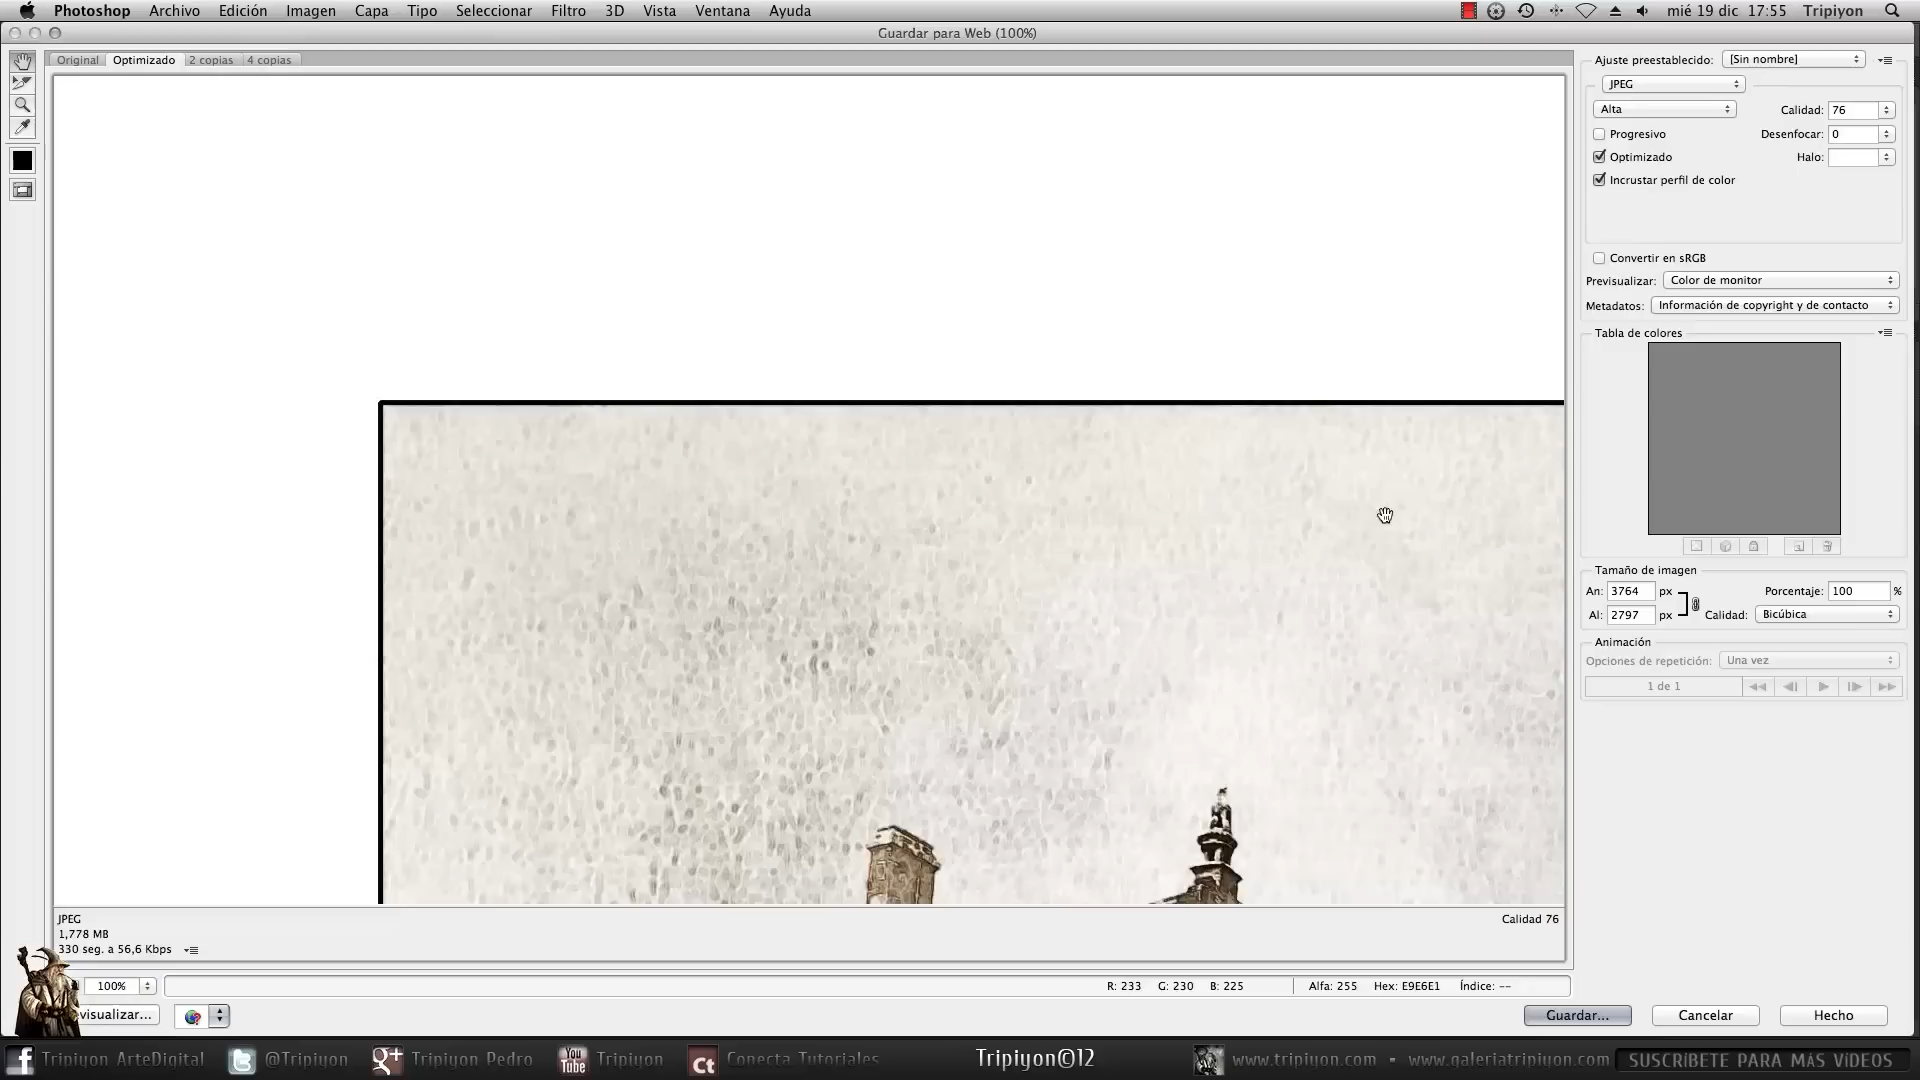 Photoshop Archivo Edición Imagen Capa Tipo Seleccionar Filtro 3D Vista Ventana Ayuda mié 19 dic 17:55 Tripiyon
Guardar para Web (100%)
Original Optimizado 2 copias 4 copias
Ajuste preestablecido: [Sin nombre]
JPEG
Alta Calidad: 76
Progresivo Desenfocar: 0
Optimizado Halo:
Incrustar perfil de color
Convertir en sRGB
Previsualizar: Color de monitor
Metadatos: Información de copyright y de contacto
Tabla de colores
Tamaño de imagen
An: 3764 px Porcentaje: 100 %
Al: 2797 px Calidad: Bicúbica
Animación
Opciones de repetición: Una vez
1 de 1
JPEG Calidad 76
1,778 MB
330 seg. a 56,6 Kbps
100% R: 233 G: 230 B: 225 Alfa: 255 Hex: E9E6E1 Índice: --
visualizar... Guardar... Cancelar Hecho
f Tripiyon ArteDigital @Tripiyon g+ Tripiyon Pedro You Tube Tripiyon Ct Conecta Tutoriales Tripiyon©12 www.tripiyon.com - www.galeriatripiyon.com SUSCRíBETE PARA MáS VíDEOS